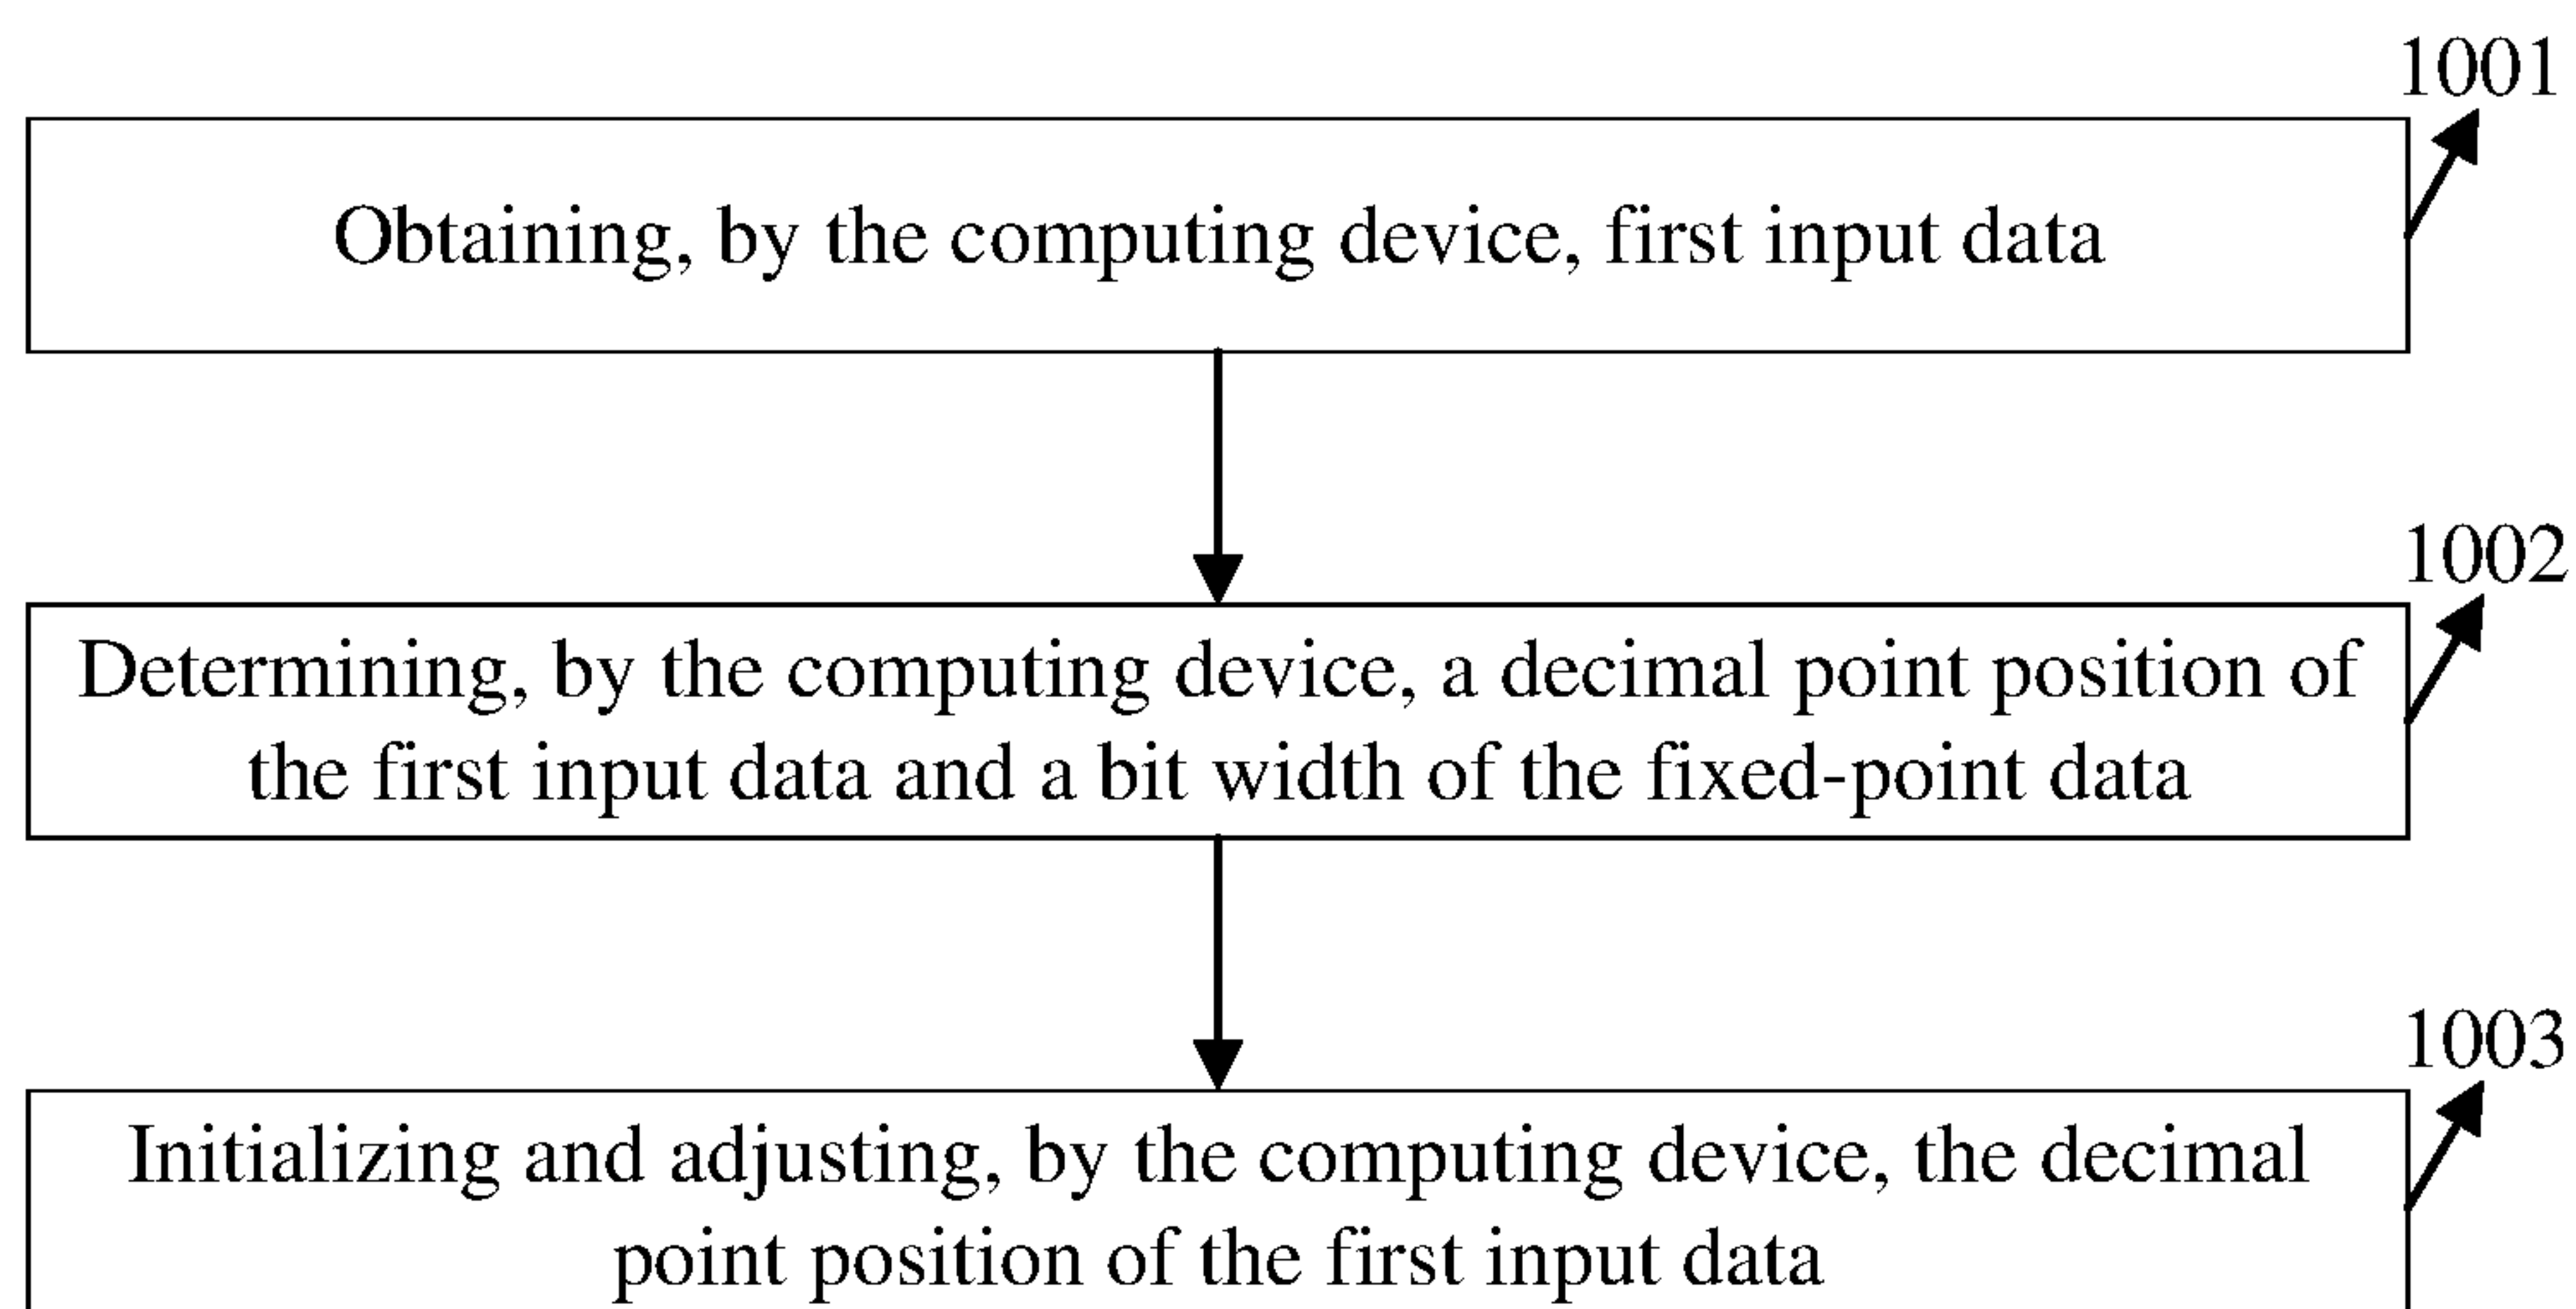 1001
Obtaining, by the computing device, first input data
1002
Determining, by the computing device, a decimal point position of
the first input data and a bit width of the fixed-point data
1003
Initializing and adjusting, by the computing device, the decimal
point position of the first input data